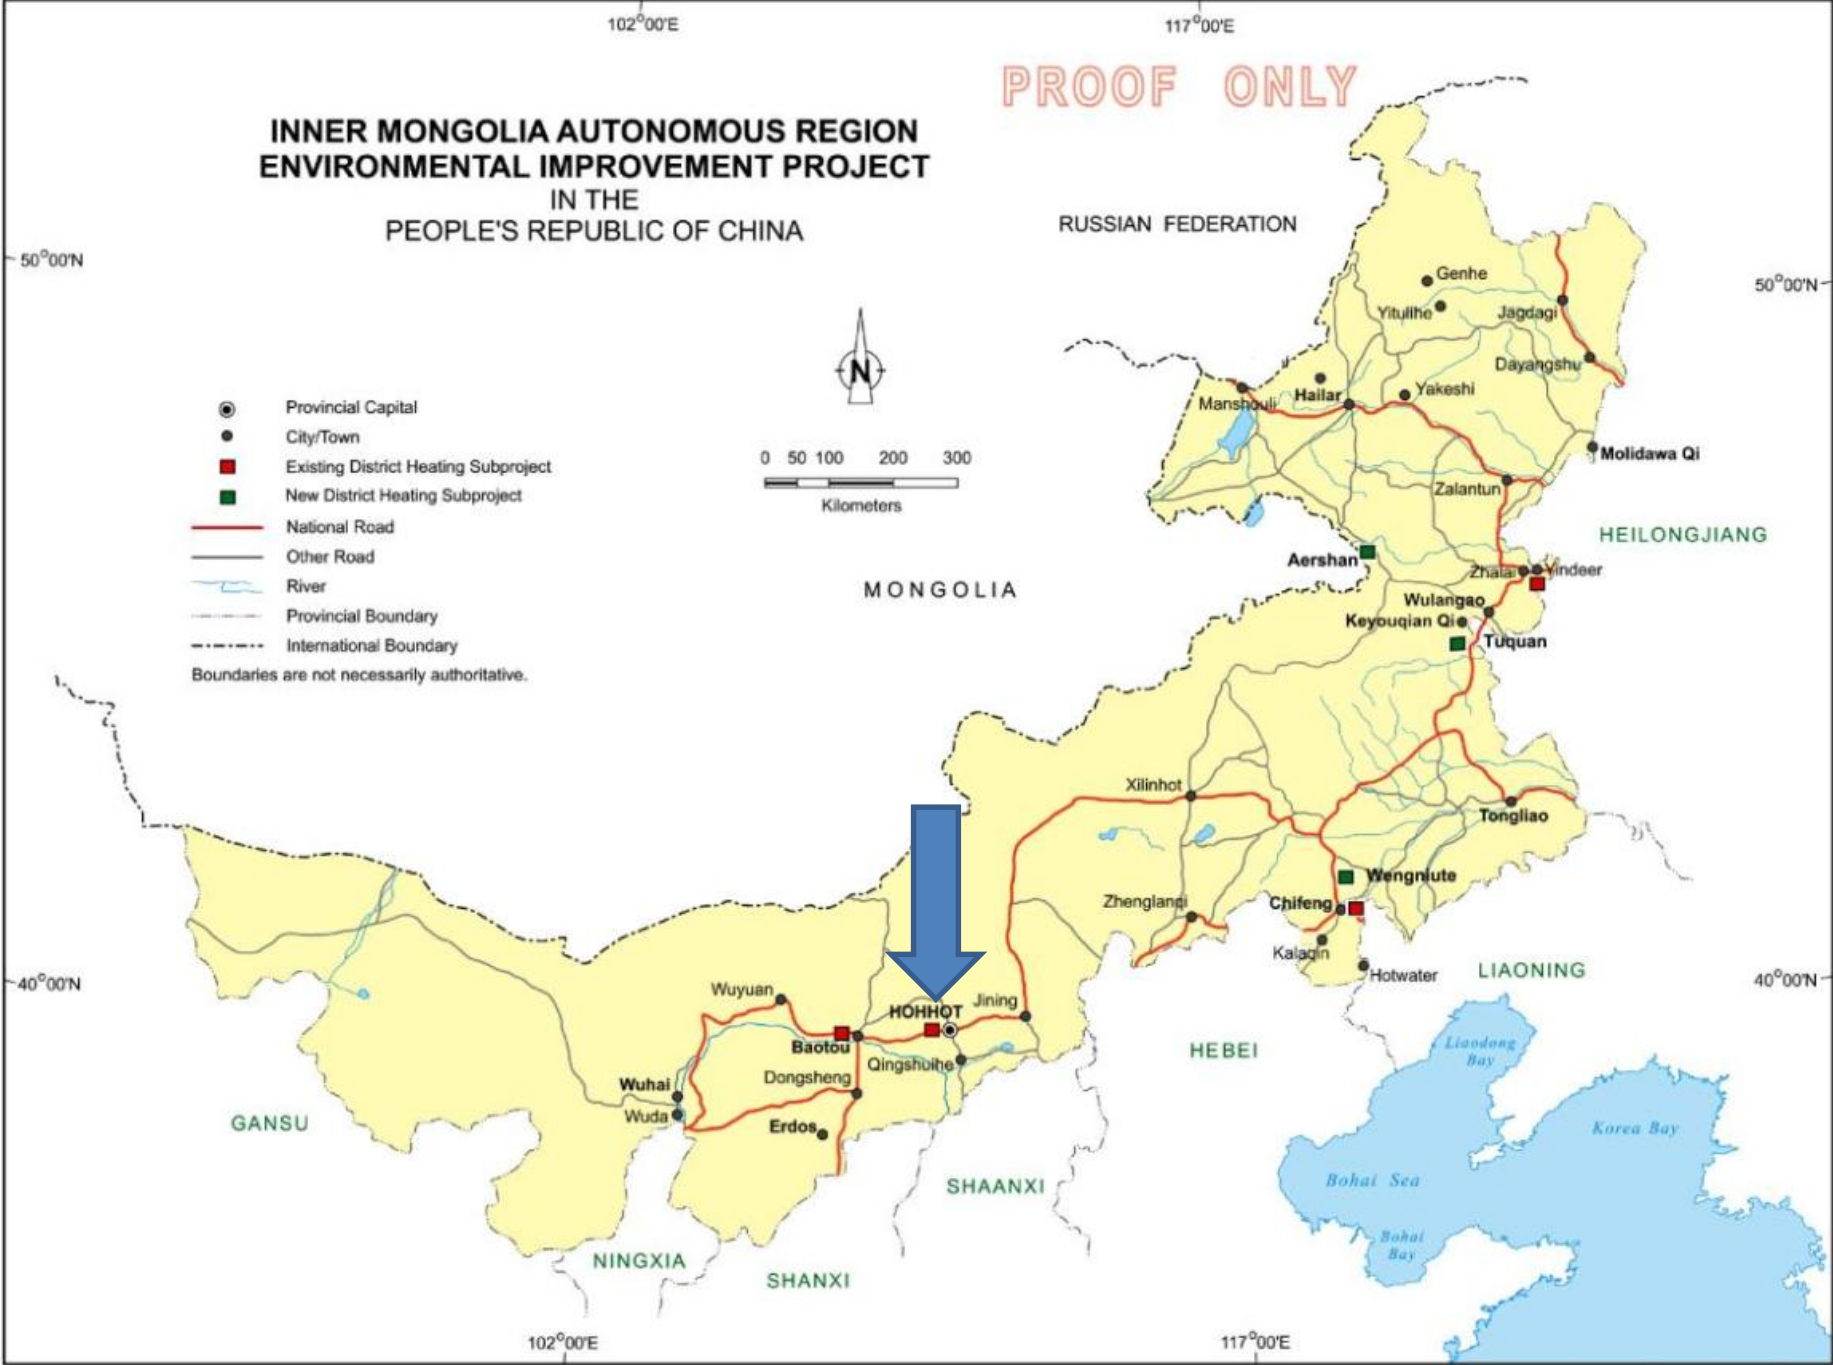 102°00'E
117°00'E
PROOF ONLY
INNER MONGOLIA AUTONOMOUS REGION
ENVIRONMENTAL IMPROVEMENT PROJECT
IN THE
PEOPLE'S REPUBLIC OF CHINA
RUSSIAN FEDERATION
50°00'N
50°00'N
Genhe
Yitulihe
Jagdagi
Dayangshu
N
Manshouli
Hailar
Yakeshi
Molidawa Qi
Zalantun
Provincial Capital
City/Town
Existing District Heating Subproject
New District Heating Subproject
National Road
Other Road
River
Provincial Boundary
International Boundary
Boundaries are not necessarily authoritative.
0 50 100 200 300
Kilometers
HEILONGJIANG
Aershan
MONGOLIA
Zhalai
Yindeer
Wulangao
Keyouqian Qi
Tuquan
Xilinhot
Tongliao
Wengniute
Zhenglanqi
Chifeng
Kalaqin
Hotwater
LIAONING
40°00'N
40°00'N
Wuyuan
HOHHOT
Jining
Baotou
Qingshuihe
Dongsheng
Wuhai
Wuda
Erdos
HEBEI
Liaodong
Bay
GANSU
Korea Bay
SHAANXI
Bohai Sea
Bohai
Bay
NINGXIA
SHANXI
102°00'E
117°00'E